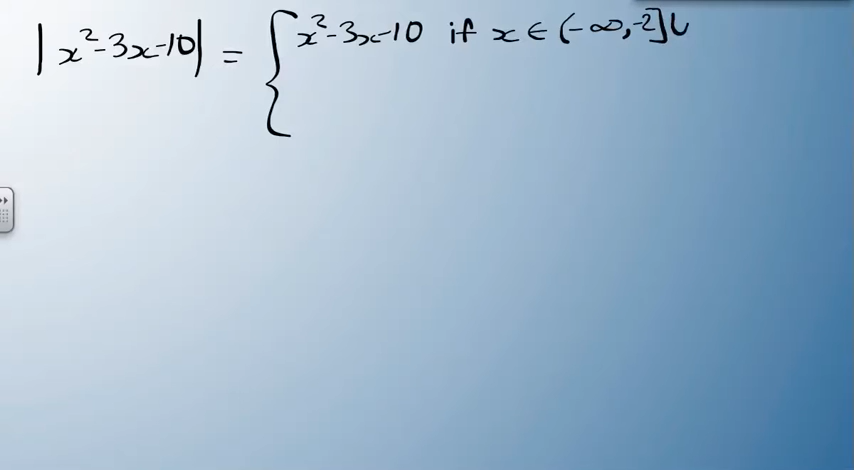 |x²-3x-10| = { x²-3x-10 if x ∈ (-∞,-2] ∪